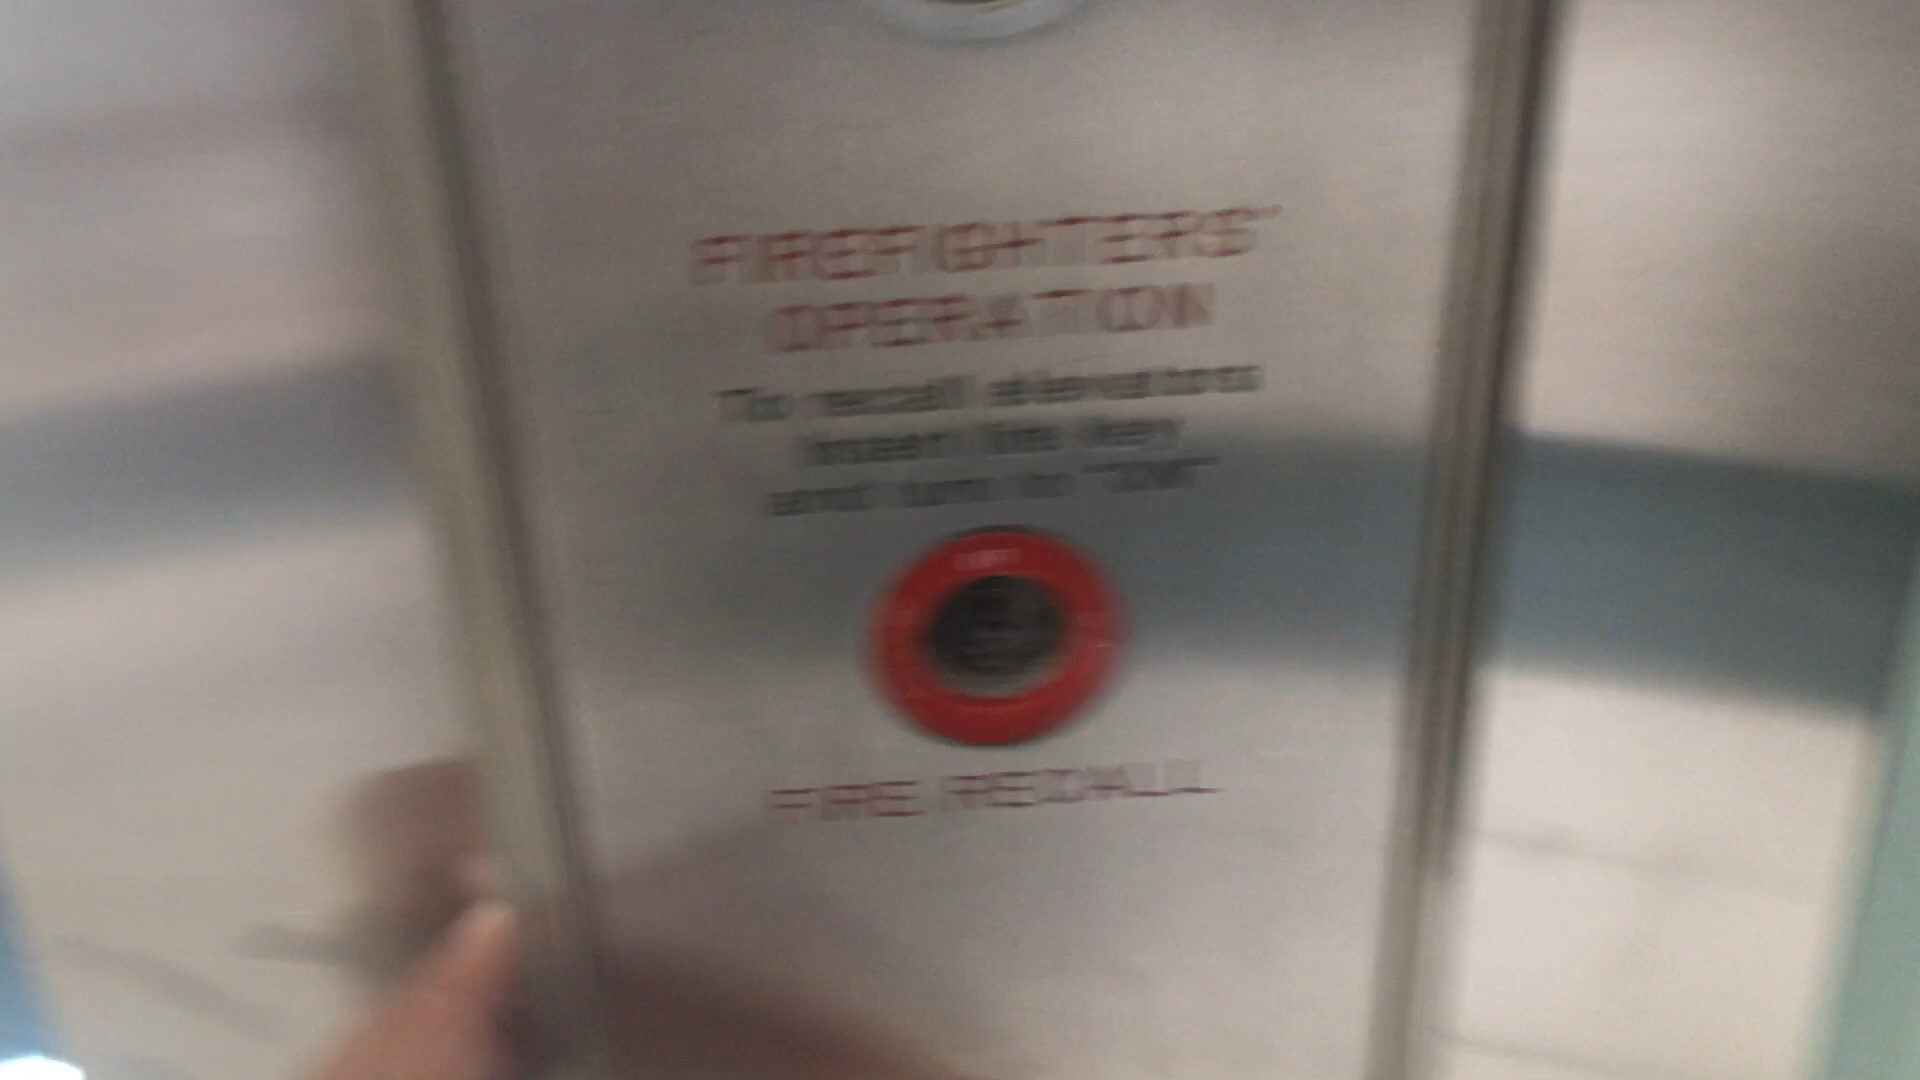 FIREFIGHTERS'
OPERATION
To recall elevators
insert fire key
and turn to "ON"
FIRE RECALL